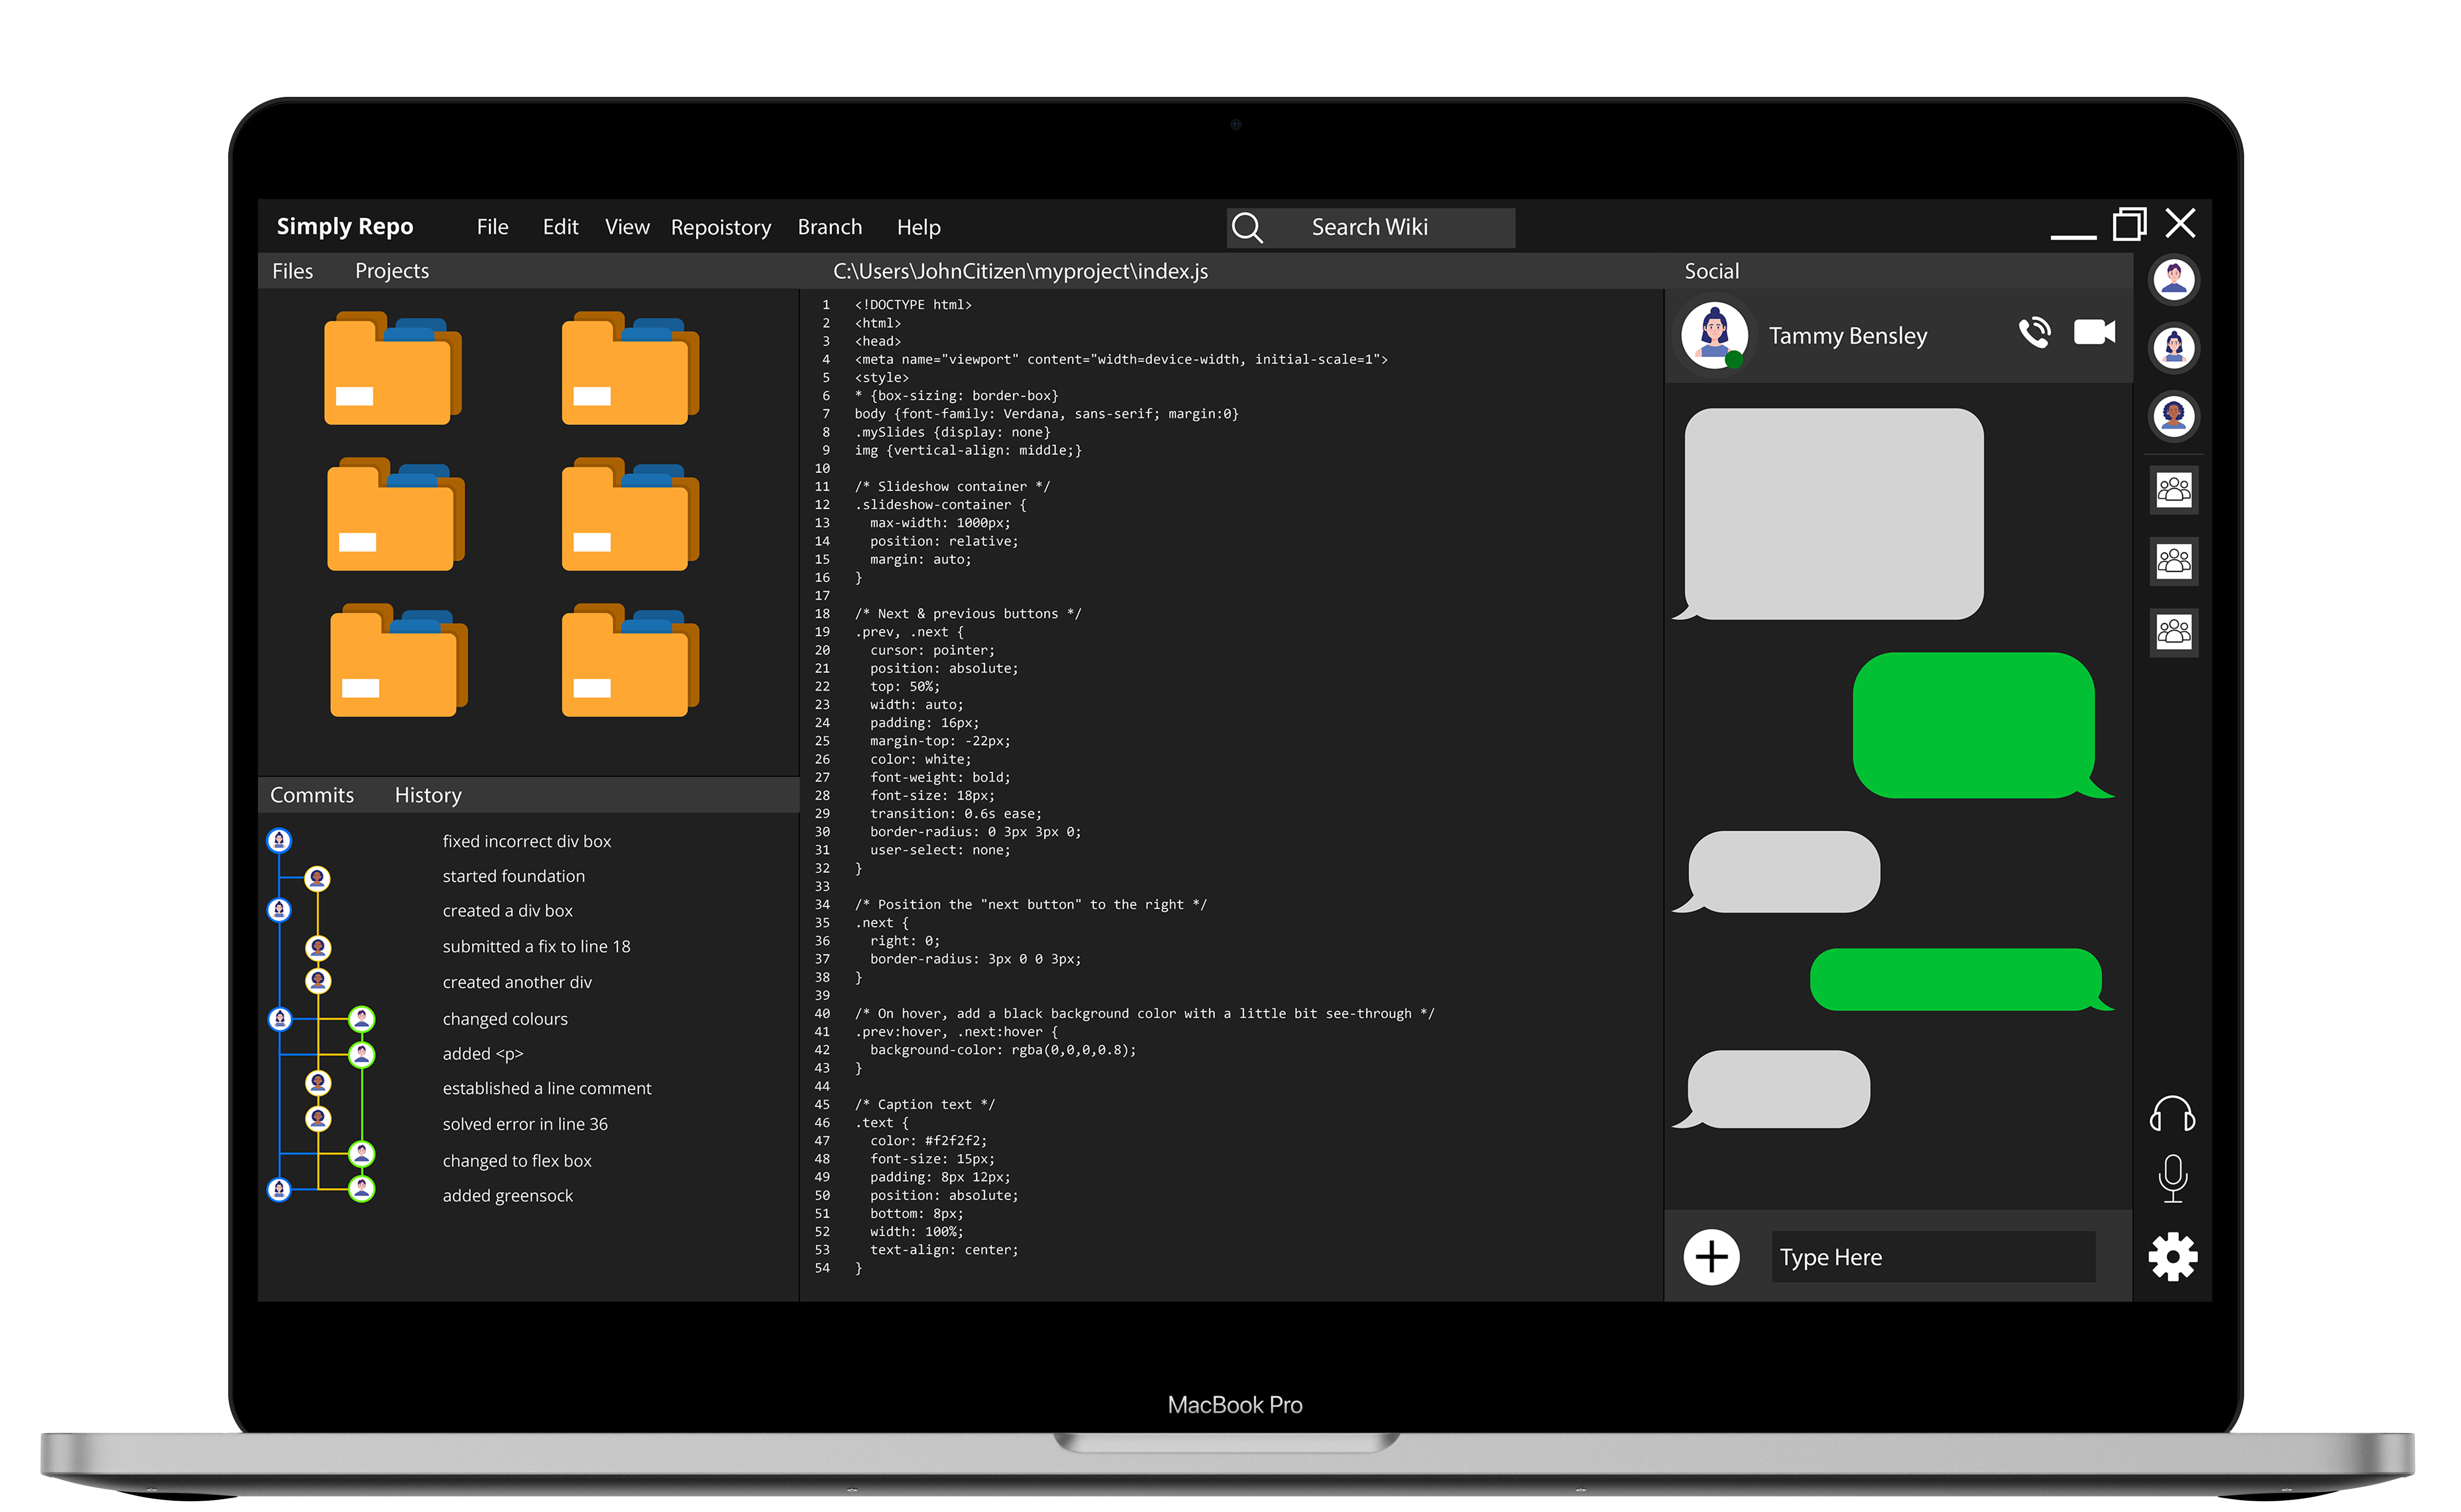 Simply Repo File Edit View Repoistory Branch Help Search Wiki
Files Projects
C:\Users\JohnCitizen\myproject\index.js
1 <!DOCTYPE html>
2 <html>
3 <head>
4 <meta name="viewport" content="width=device-width, initial-scale=1">
5 <style>
6 * {box-sizing: border-box}
7 body {font-family: Verdana, sans-serif; margin:0}
8 .mySlides {display: none}
9 img {vertical-align: middle;}
10
11 /* Slideshow container */
12 .slideshow-container {
13 max-width: 1000px;
14 position: relative;
15 margin: auto;
16 }
17
18 /* Next & previous buttons */
19 .prev, .next {
20 cursor: pointer;
21 position: absolute;
22 top: 50%;
23 width: auto;
24 padding: 16px;
25 margin-top: -22px;
26 color: white;
27 font-weight: bold;
28 font-size: 18px;
29 transition: 0.6s ease;
30 border-radius: 0 3px 3px 0;
31 user-select: none;
32 }
33
34 /* Position the "next button" to the right */
35 .next {
36 right: 0;
37 border-radius: 3px 0 0 3px;
38 }
39
40 /* On hover, add a black background color with a little bit see-through */
41 .prev:hover, .next:hover {
42 background-color: rgba(0,0,0,0.8);
43 }
44
45 /* Caption text */
46 .text {
47 color: #f2f2f2;
48 font-size: 15px;
49 padding: 8px 12px;
50 position: absolute;
51 bottom: 8px;
52 width: 100%;
53 text-align: center;
54 }
Commits History
fixed incorrect div box
started foundation
created a div box
submitted a fix to line 18
created another div
changed colours
added <p>
established a line comment
solved error in line 36
changed to flex box
added greensock
Social
Tammy Bensley
Type Here
MacBook Pro